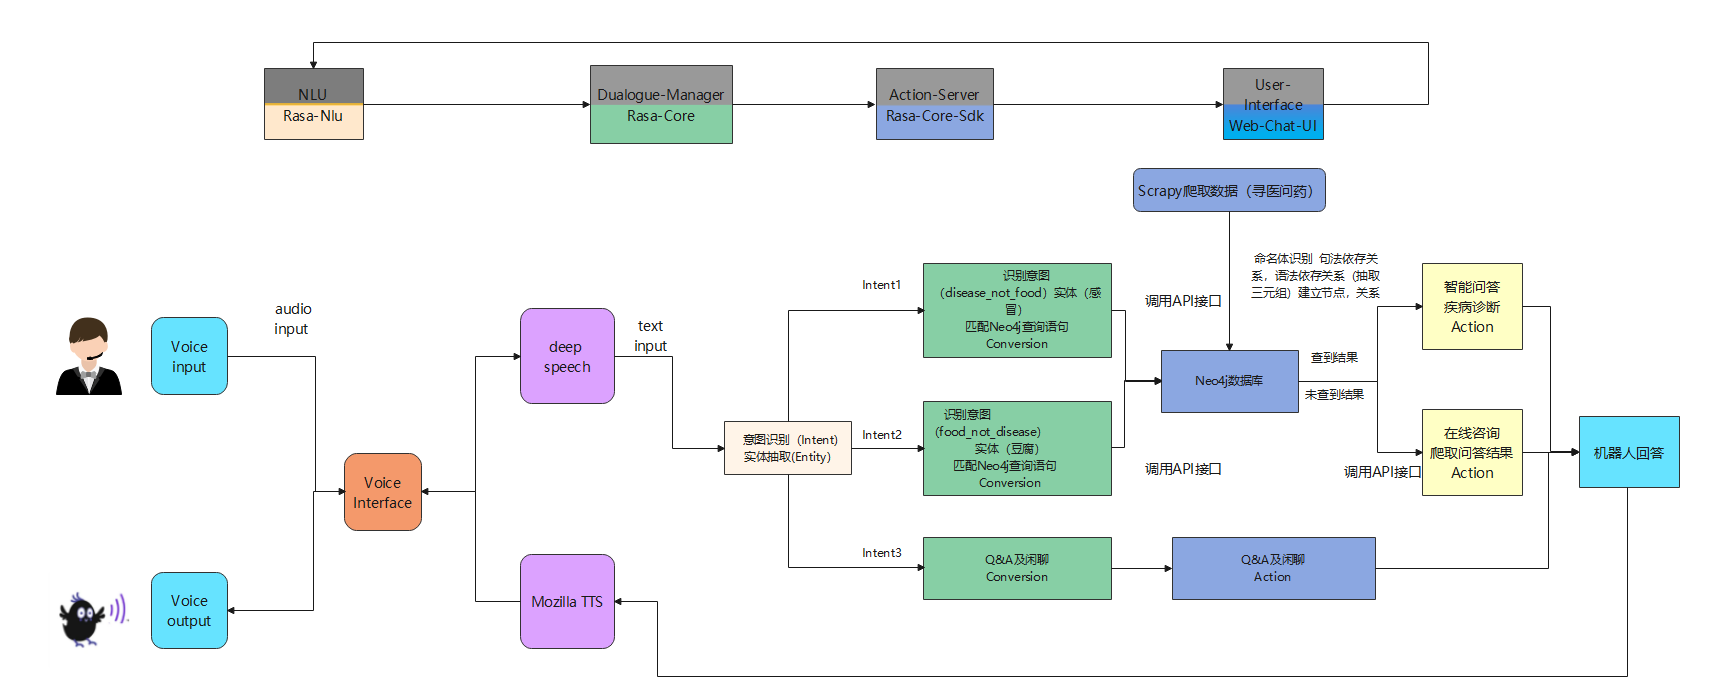 NLU
Rasa-Nlu
Dualogue-Manager
Rasa-Core
Action-Server
Rasa-Core-Sdk
User-
Interface
Web-Chat-UI
Scrapy爬取数据（寻医问药）
命名体识别  句法依存关
系，语法依存关系（抽取
三元组）建立节点，关系
audio
input
Voice
input
deep
speech
text
input
意图识别（Intent)
实体抽取(Entity）
Intent1
识别意图
（disease_not_food）实体（感
冒）
匹配Neo4j查询语句
Conversion
调用API接口
Neo4j数据库
查到结果
未查到结果
智能问答
疾病诊断
Action
Intent2
识别意图
(food_not_disease)
实体（豆腐）
匹配Neo4j查询语句
Conversion
调用API接口
调用API接口
在线咨询
爬取问答结果
Action
机器人回答
Voice
Interface
Intent3
Q&A及闲聊
Conversion
Q&A及闲聊
Action
Voice
output
Mozilla TTS